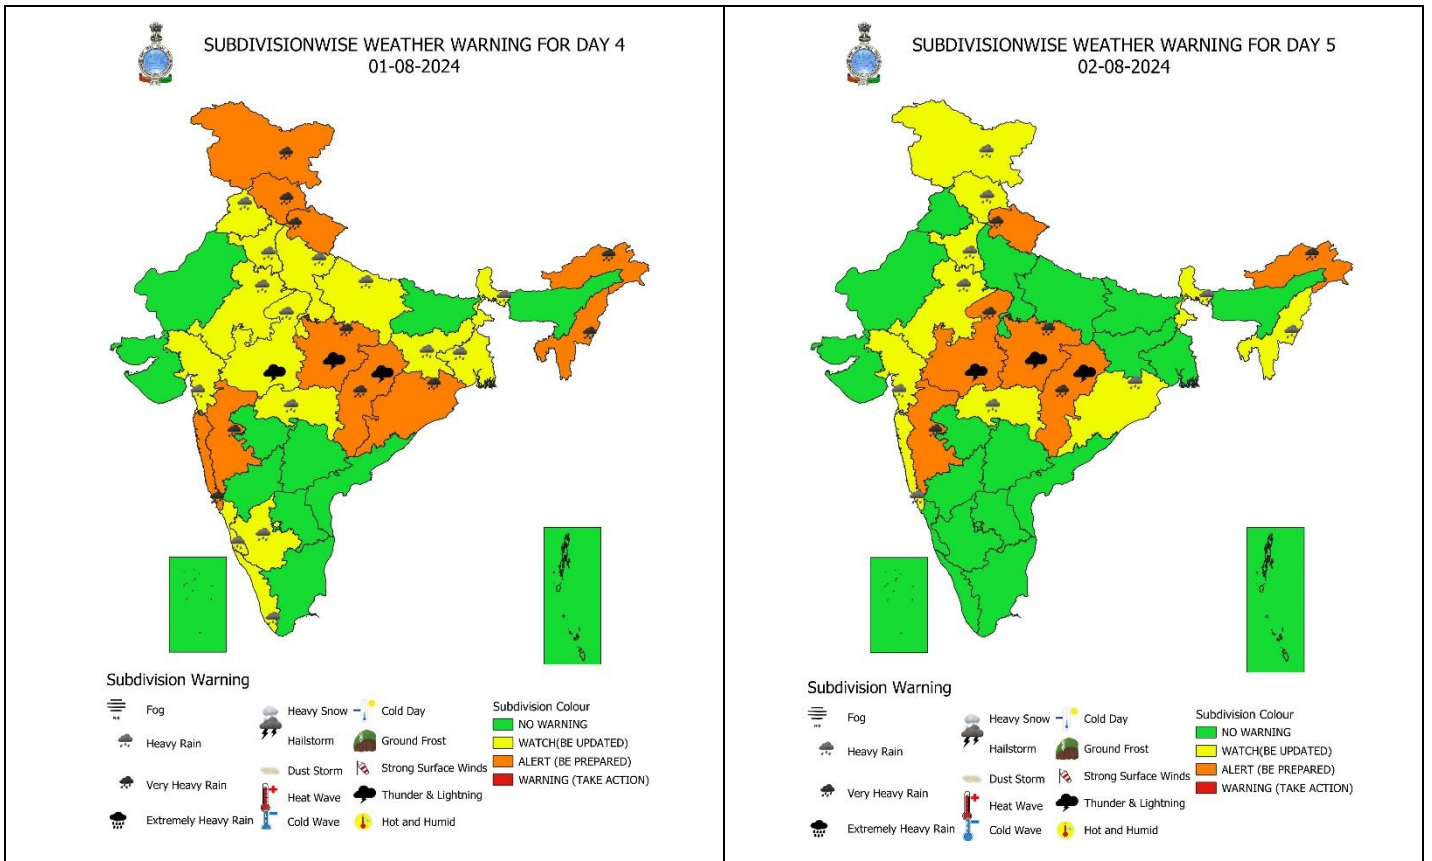 SUBDIVISIONWISE WEATHER WARNING FOR DAY 4
01-08-2024
Subdivision Warning
Fog
Heavy Rain
Very Heavy Rain
Extremely Heavy Rain
Heavy Snow
Hailstorm
Dust Storm
Heat Wave
Cold Wave
Cold Day
Ground Frost
Strong Surface Winds
Thunder & Lightning
Hot and Humid
Subdivision Colour
NO WARNING
WATCH(BE UPDATED)
ALERT (BE PREPARED)
WARNING (TAKE ACTION)
SUBDIVISIONWISE WEATHER WARNING FOR DAY 5
02-08-2024
Subdivision Warning
Fog
Heavy Rain
Very Heavy Rain
Extremely Heavy Rain
Heavy Snow
Hailstorm
Dust Storm
Heat Wave
Cold Wave
Cold Day
Ground Frost
Strong Surface Winds
Thunder & Lightning
Hot and Humid
Subdivision Colour
NO WARNING
WATCH(BE UPDATED)
ALERT (BE PREPARED)
WARNING (TAKE ACTION)